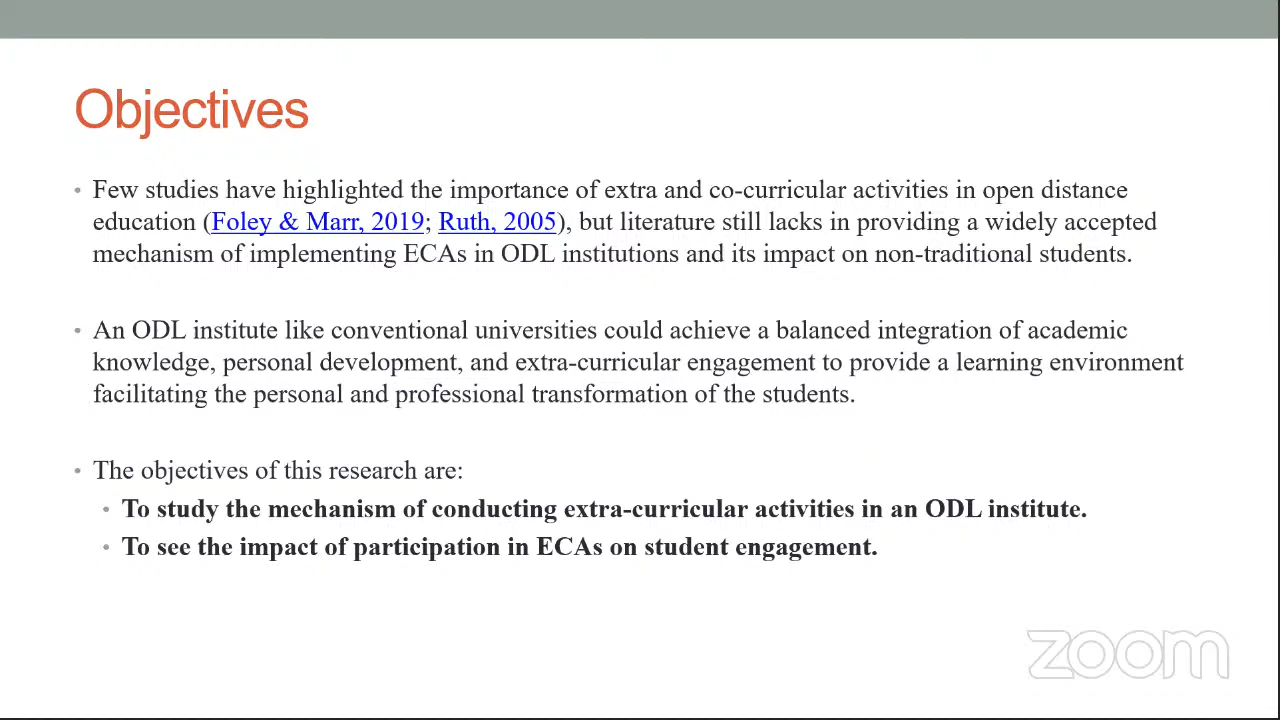 Objectives
• Few studies have highlighted the importance of extra and co-curricular activities in open distance
education (Foley & Marr, 2019; Ruth, 2005), but literature still lacks in providing a widely accepted
mechanism of implementing ECAs in ODL institutions and its impact on non-traditional students.
• An ODL institute like conventional universities could achieve a balanced integration of academic
knowledge, personal development, and extra-curricular engagement to provide a learning environment
facilitating the personal and professional transformation of the students.
• The objectives of this research are:
• To study the mechanism of conducting extra-curricular activities in an ODL institute.
• To see the impact of participation in ECAs on student engagement.
zoom